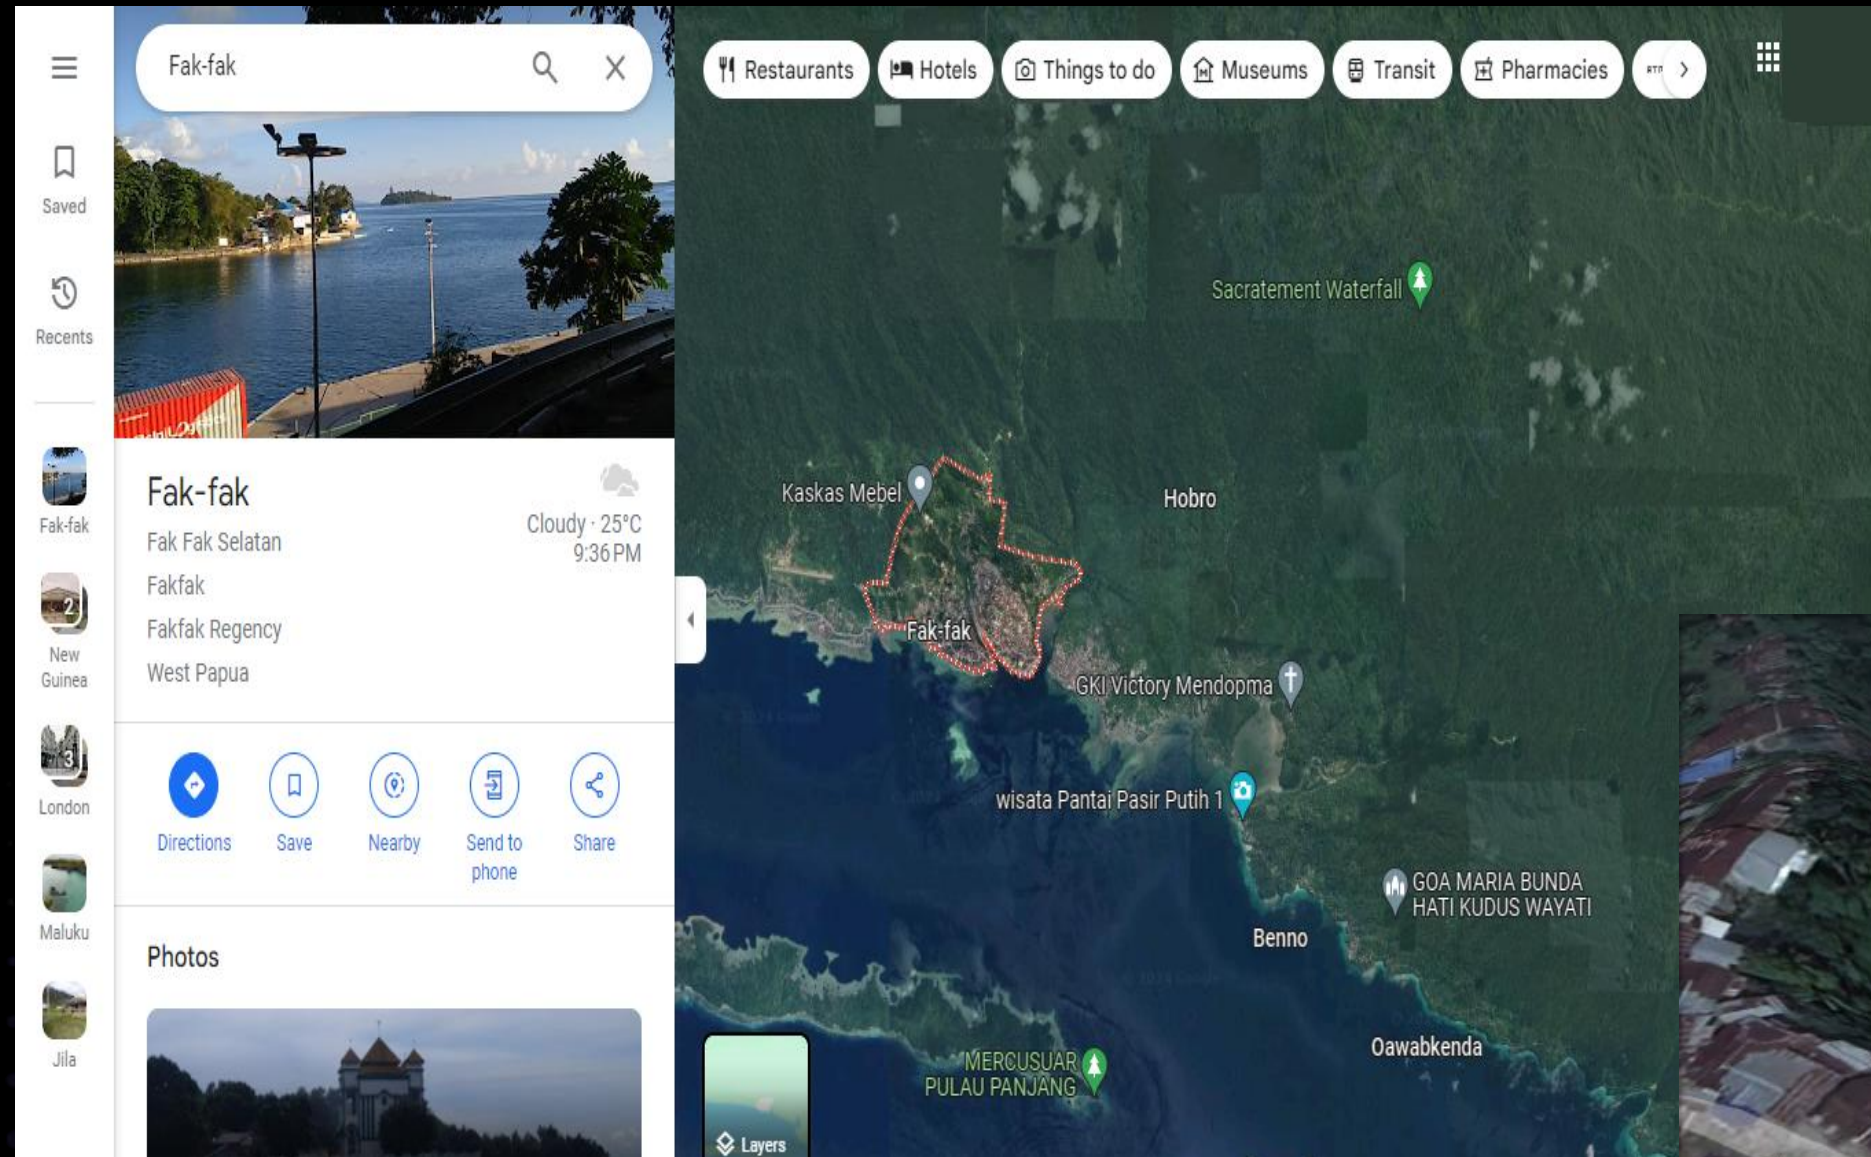 Fak-fak
Restaurants
Hotels
Things to do
Museums
Transit
Pharmacies
Saved
Recents
Fak-fak
2
New
Guinea
3
London
Maluku
Jila
Fak-fak
Fak Fak Selatan
Fakfak
Fakfak Regency
West Papua
Cloudy · 25°C
9:36 PM
Directions
Save
Nearby
Send to
phone
Share
Photos
Sacratement Waterfall
Kaskas Mebel
Hobro
Fak-fak
GKI Victory Mendopma
wisata Pantai Pasir Putih 1
GOA MARIA BUNDA
HATI KUDUS WAYATI
Benno
Oawabkenda
MERCUSUAR
PULAU PANJANG
Layers